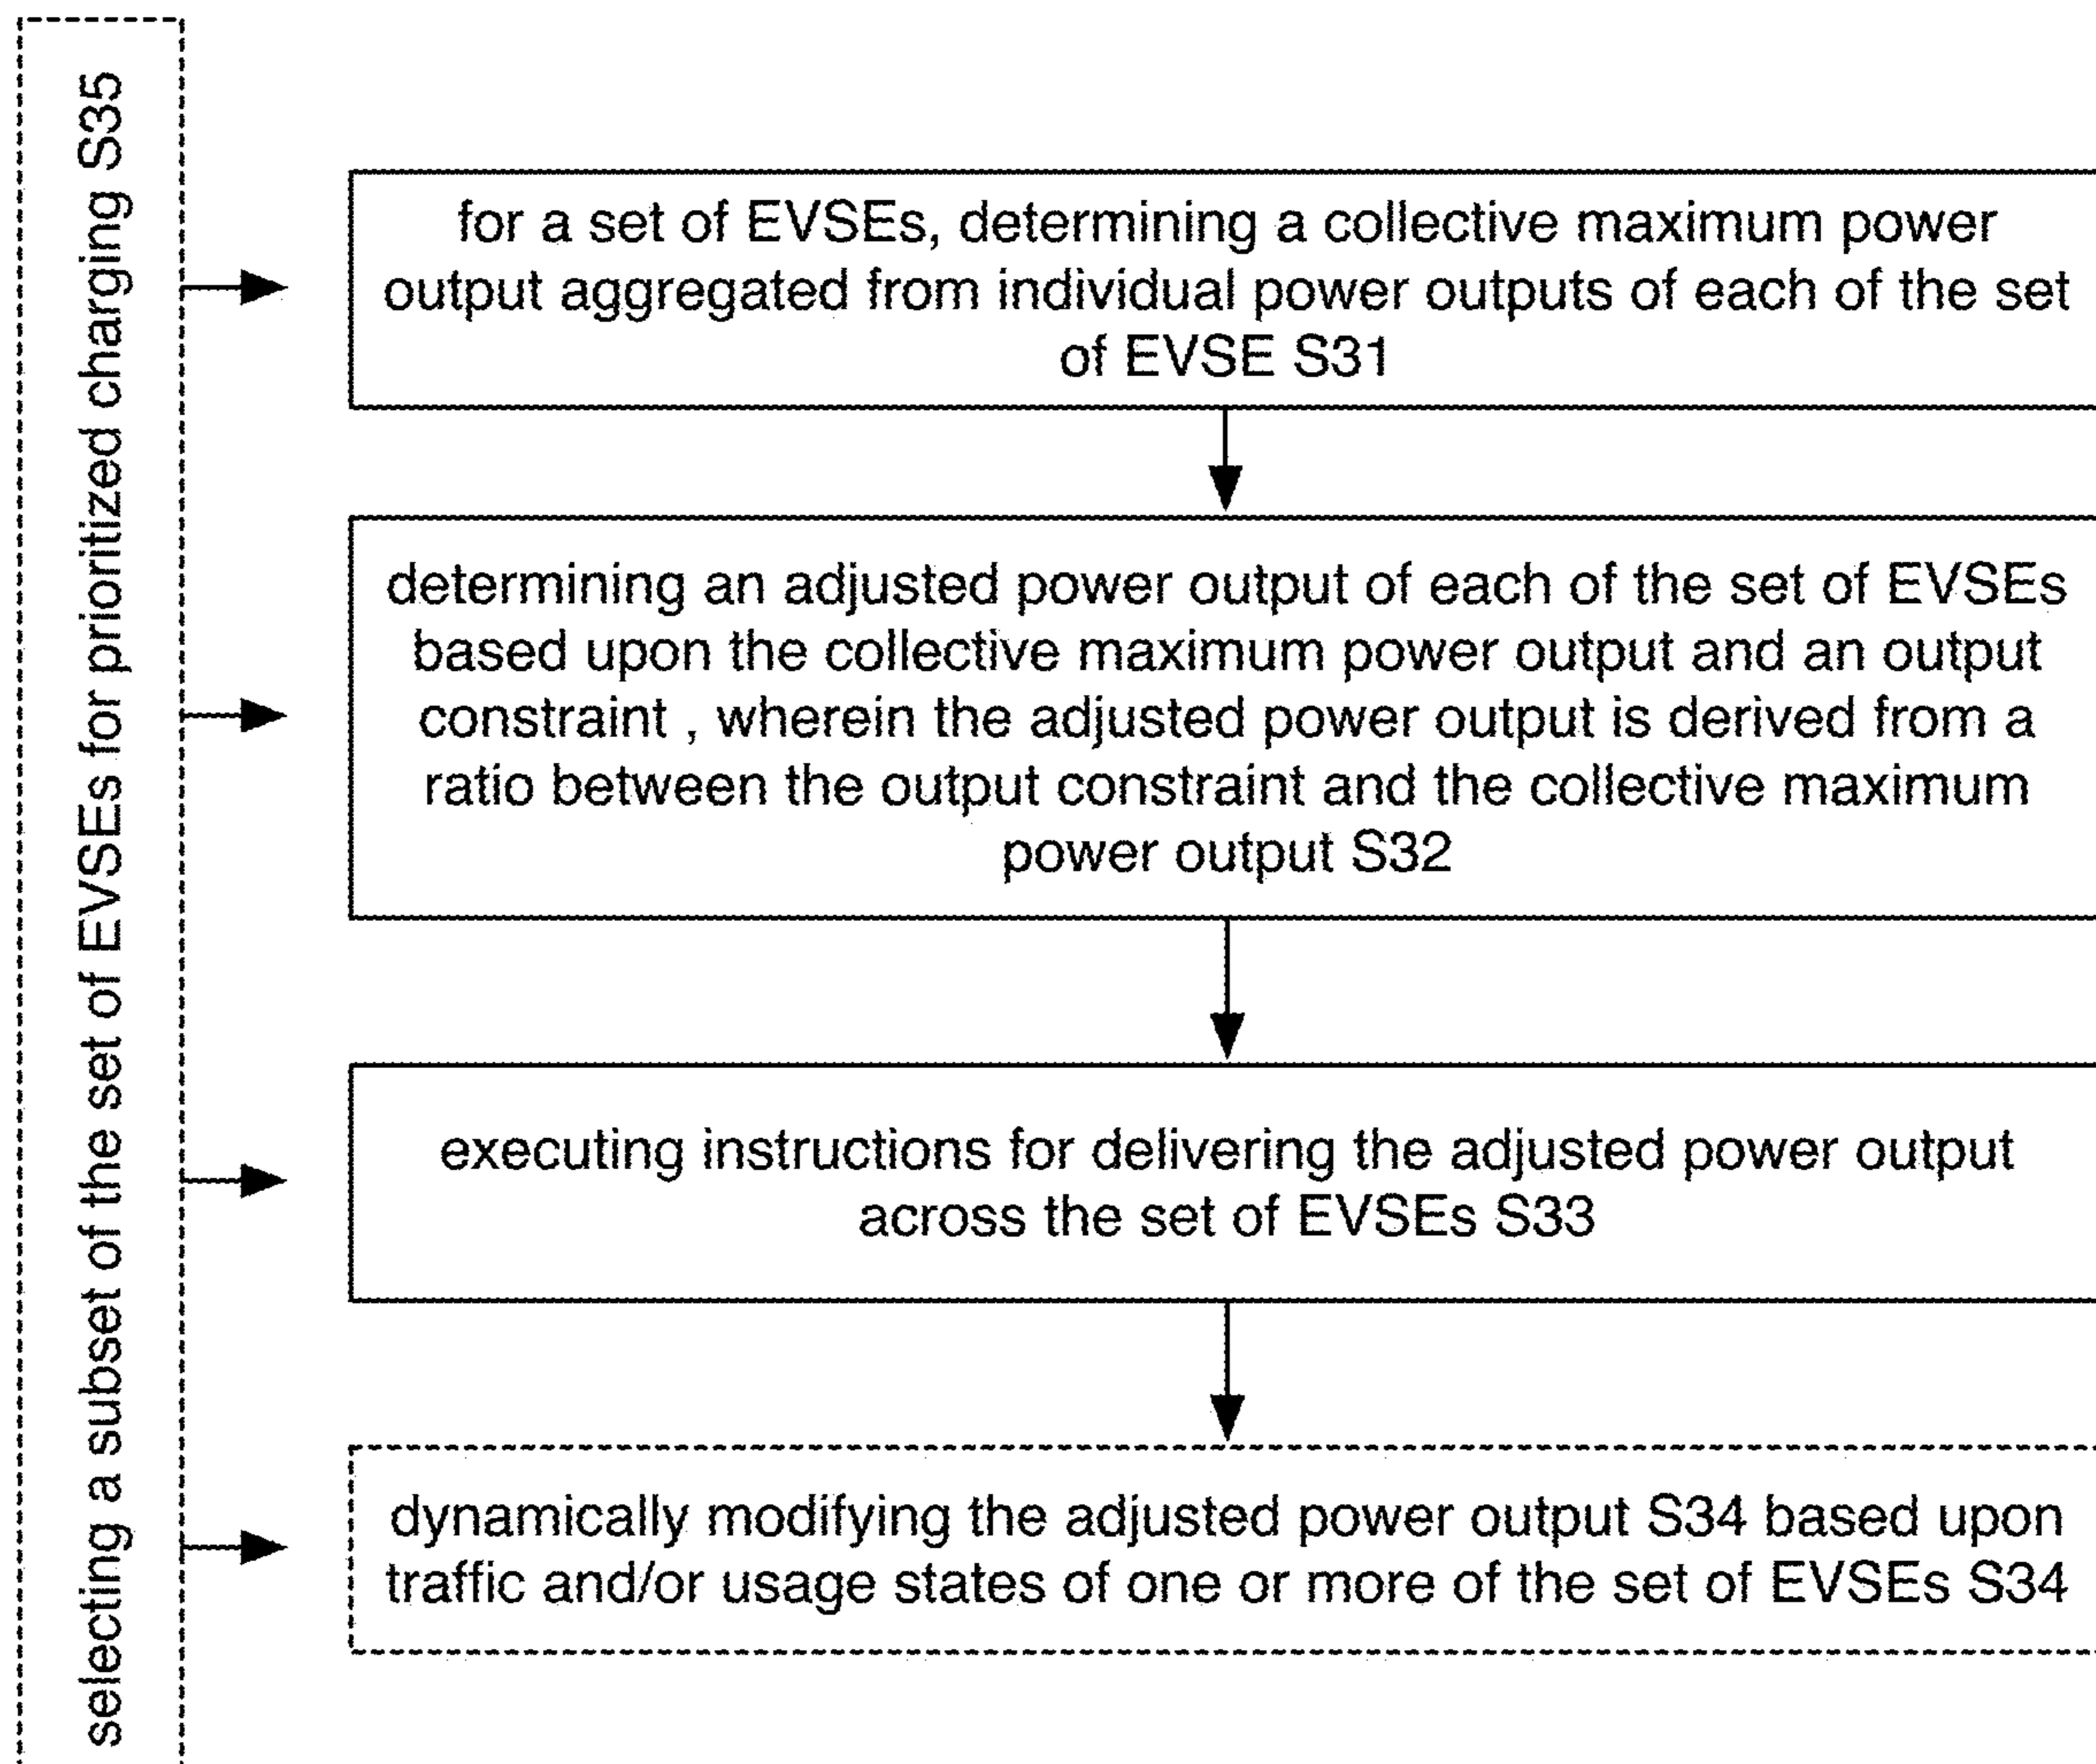 selecting a subset of the set of EVSEs for prioritized charging S35
for a set of EVSEs, determining a collective maximum power
output aggregated from individual power outputs of each of the set
of EVSE S31
determining an adjusted power output of each of the set of EVSEs
based upon the collective maximum power output and an output
constraint , wherein the adjusted power output is derived from a
ratio between the output constraint and the collective maximum
power output S32
executing instructions for delivering the adjusted power output
across the set of EVSEs S33
dynamically modifying the adjusted power output S34 based upon
traffic and/or usage states of one or more of the set of EVSEs S34